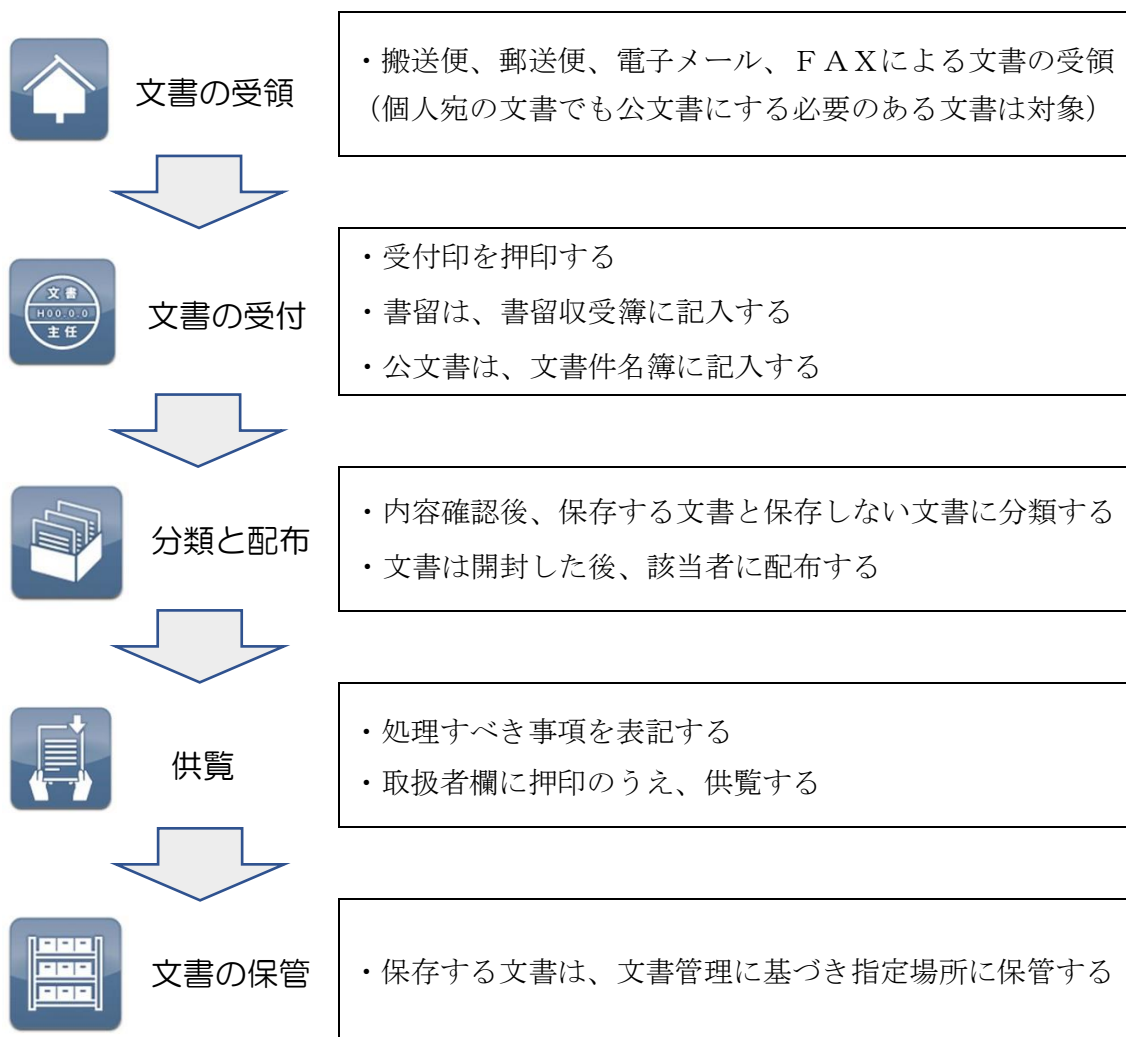 文書の受領
・搬送便、郵送便、電子メール、ＦＡＸによる文書の受領
（個人宛の文書でも公文書にする必要のある文書は対象）
文書
H00.0.0
主任
文書の受付
・受付印を押印する
・書留は、書留収受簿に記入する
・公文書は、文書件名簿に記入する
分類と配布
・内容確認後、保存する文書と保存しない文書に分類する
・文書は開封した後、該当者に配布する
供覧
・処理すべき事項を表記する
・取扱者欄に押印のうえ、供覧する
文書の保管
・保存する文書は、文書管理に基づき指定場所に保管する